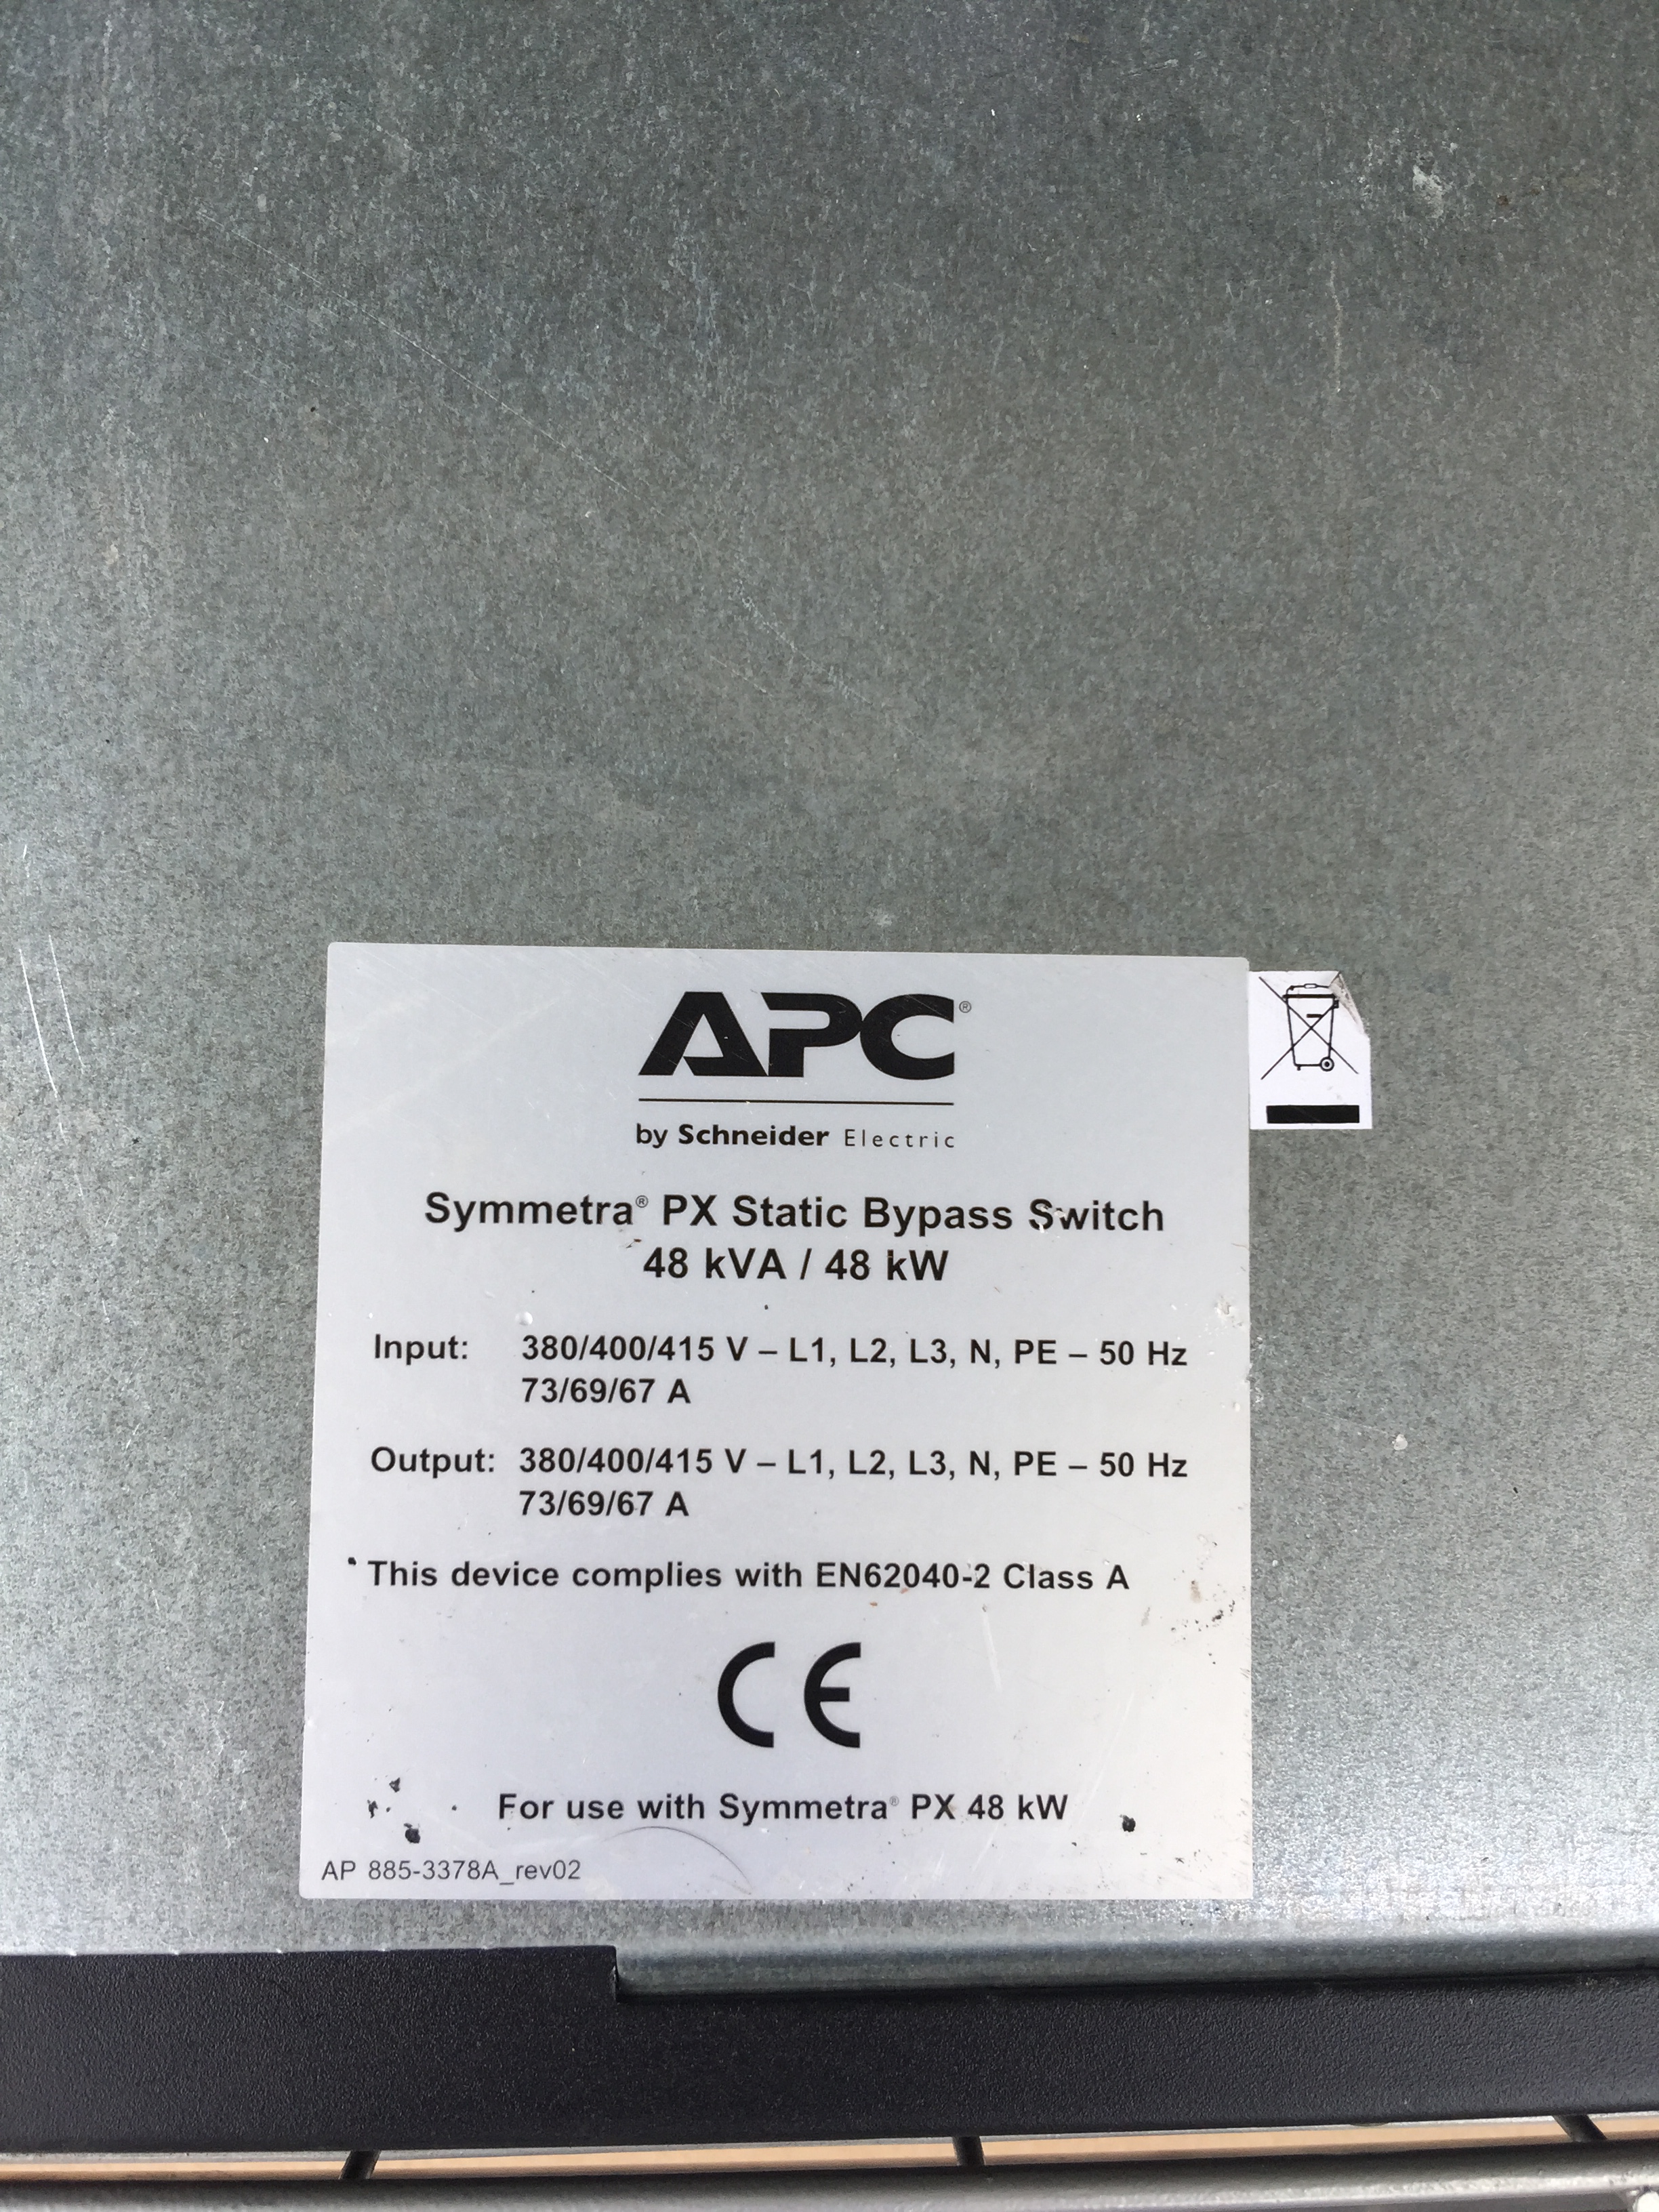 APC®
by Schneider Electric
Symmetra® PX Static Bypass Switch
48 kVA / 48 kW
Input: 380/400/415 V – L1, L2, L3, N, PE – 50 Hz
73/69/67 A
Output: 380/400/415 V – L1, L2, L3, N, PE – 50 Hz
73/69/67 A
This device complies with EN62040-2 Class A
CE
For use with Symmetra® PX 48 kW
AP 885-3378A_rev02